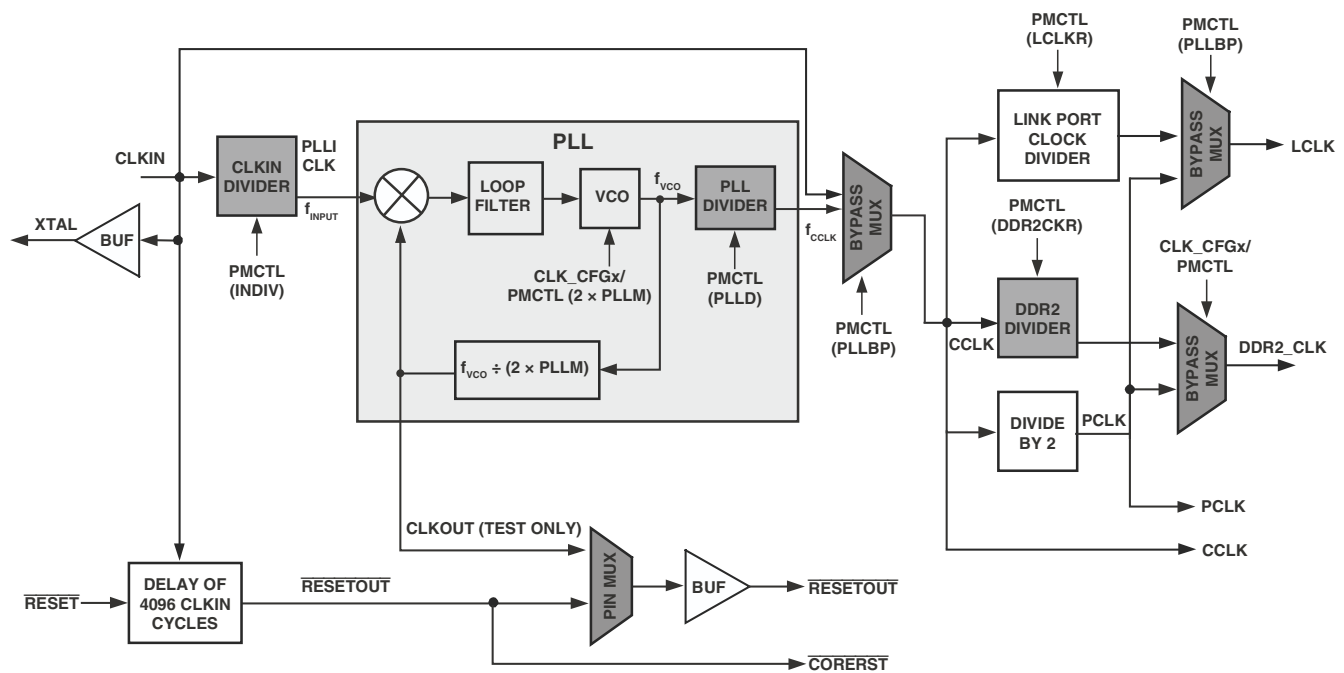 PMCTL
(LCLKR)
PMCTL
(PLLBP)
CLKIN
CLKIN
DIVIDER
PLLI
CLK
f_INPUT
PLL
LOOP
FILTER
VCO
f_VCO
PLL
DIVIDER
f_CCLK
BYPASS
MUX
LINK PORT
CLOCK
DIVIDER
BYPASS
MUX
LCLK
XTAL
BUF
PMCTL
(INDIV)
CLK_CFGx/
PMCTL (2 × PLLM)
PMCTL
(PLLD)
PMCTL
(PLLBP)
f_VCO ÷ (2 × PLLM)
PMCTL
(DDR2CKR)
CLK_CFGx/
PMCTL
CCLK
DDR2
DIVIDER
BYPASS
MUX
DDR2_CLK
DIVIDE
BY 2
PCLK
PCLK
CCLK
CLKOUT (TEST ONLY)
RESET
DELAY OF
4096 CLKIN
CYCLES
RESETOUT
PIN MUX
BUF
RESETOUT
CORERST